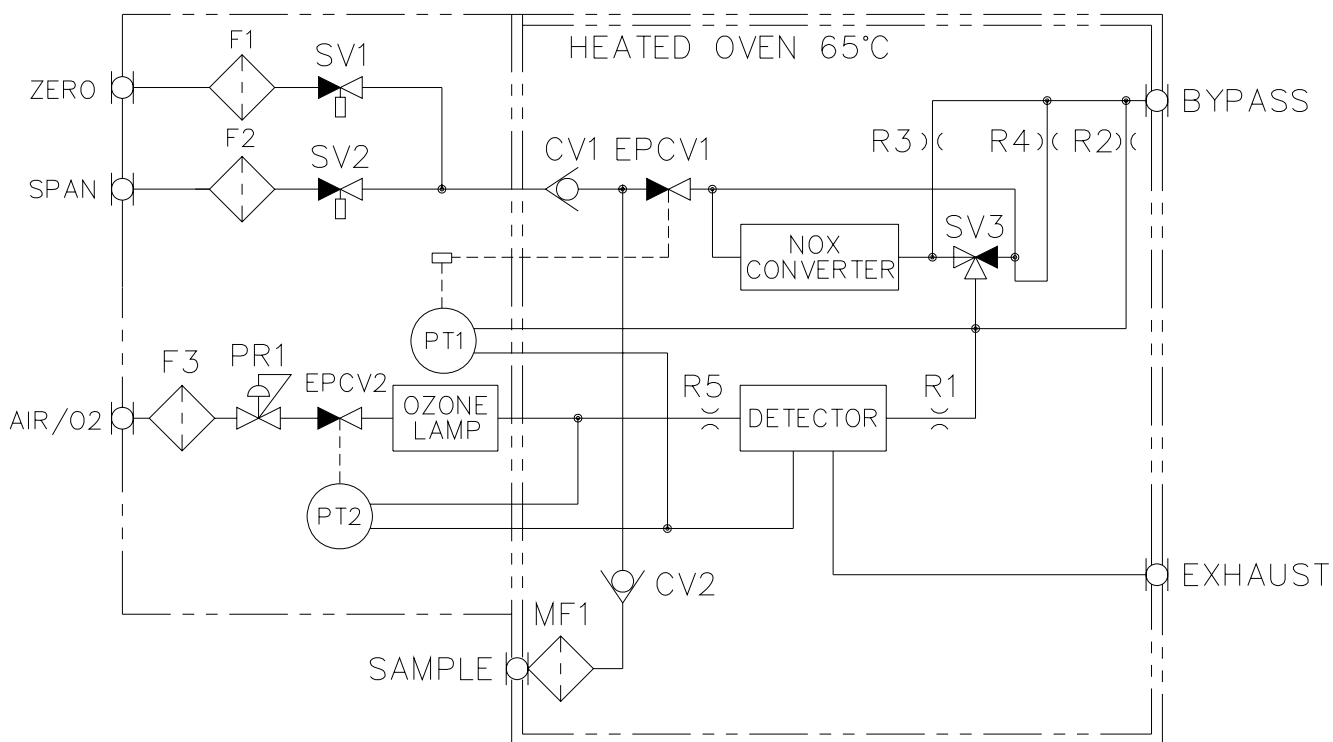 HEATED OVEN 65°C
F1
SV1
ZERO
BYPASS
F2
R3
R4
R2
SV2
CV1
EPCV1
SPAN
SV3
NOX
CONVERTER
PT1
F3
PR1
EPCV2
R5
R1
AIR/O2
OZONE
LAMP
DETECTOR
PT2
CV2
EXHAUST
MF1
SAMPLE